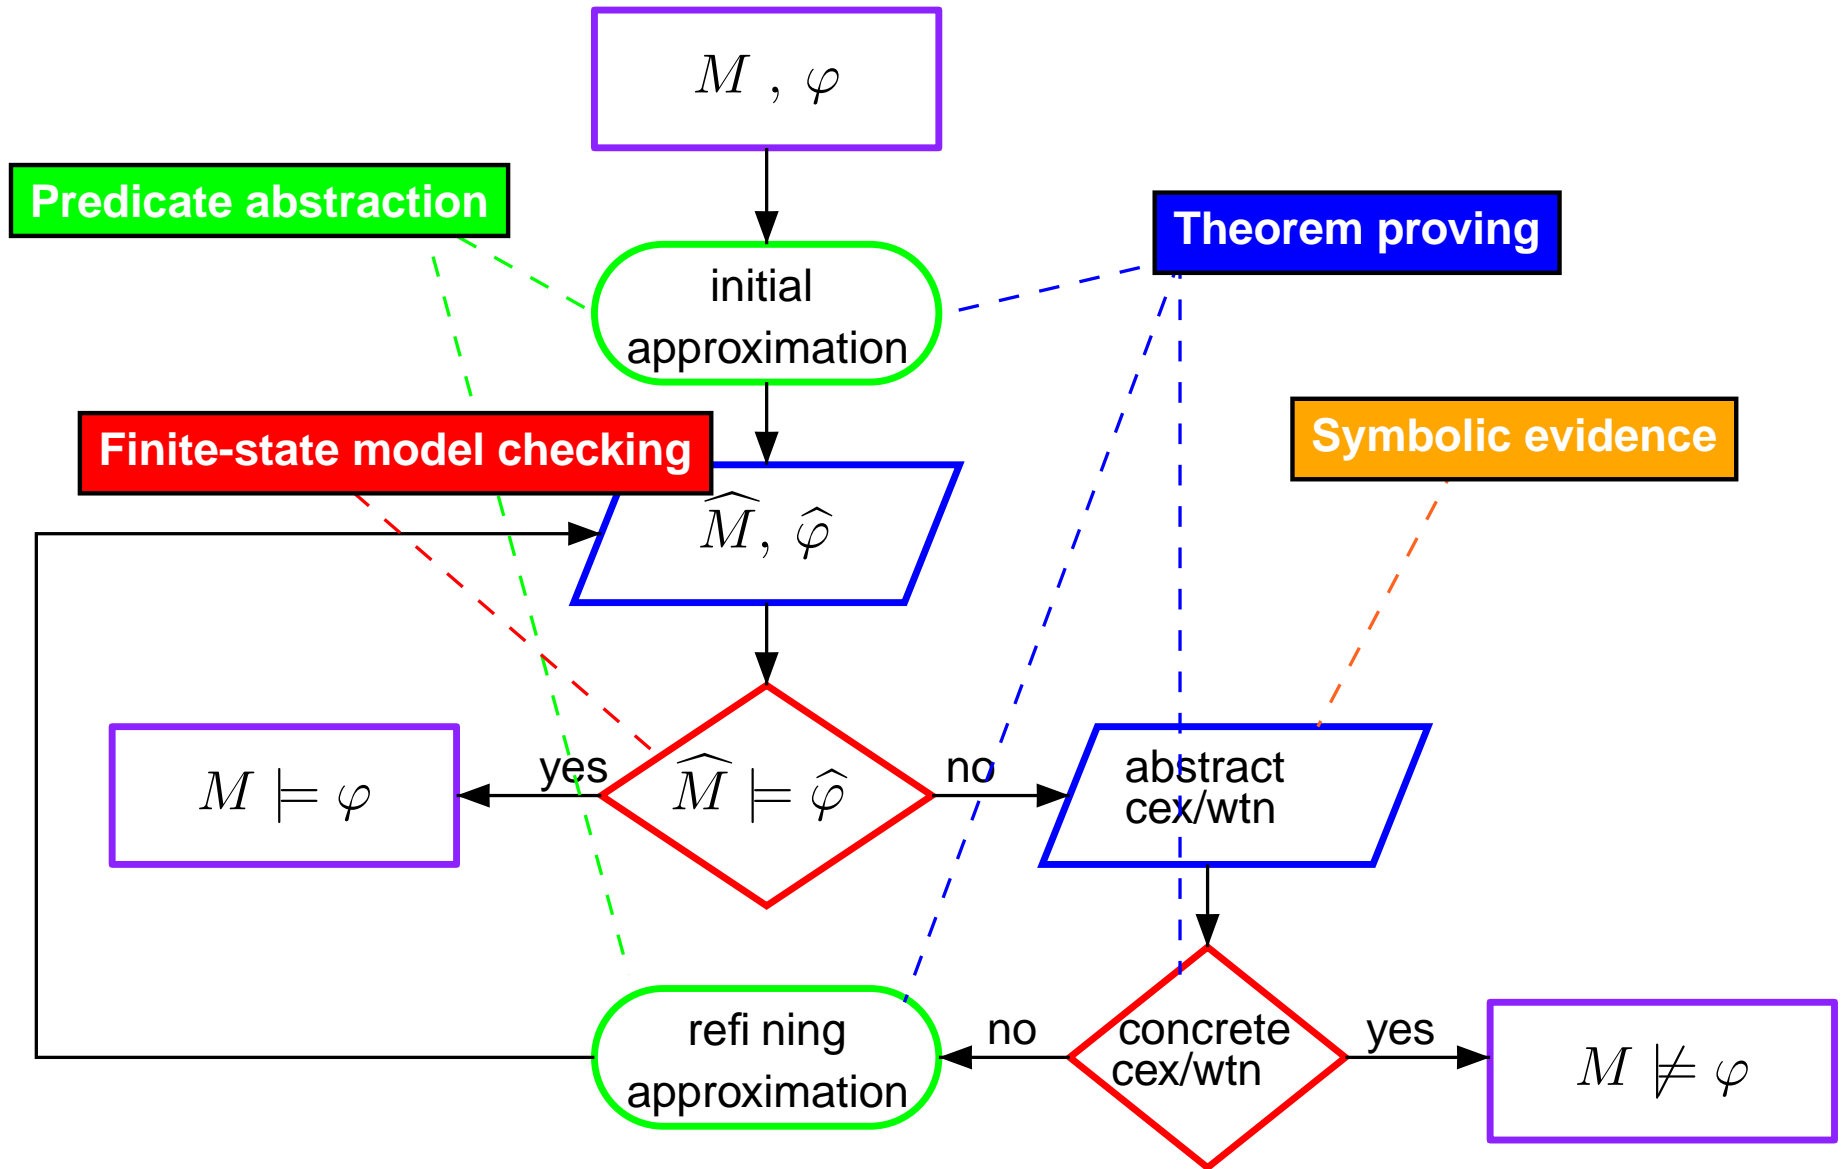 M , φ
Predicate abstraction
Theorem proving
initial
approximation
Finite-state model checking
Symbolic evidence
M̂, φ̂
yes
no
abstract
cex/wtn
M ⊨ φ
M̂ ⊨ φ̂
refi ning
approximation
no
concrete
cex/wtn
yes
M ⊭ φ